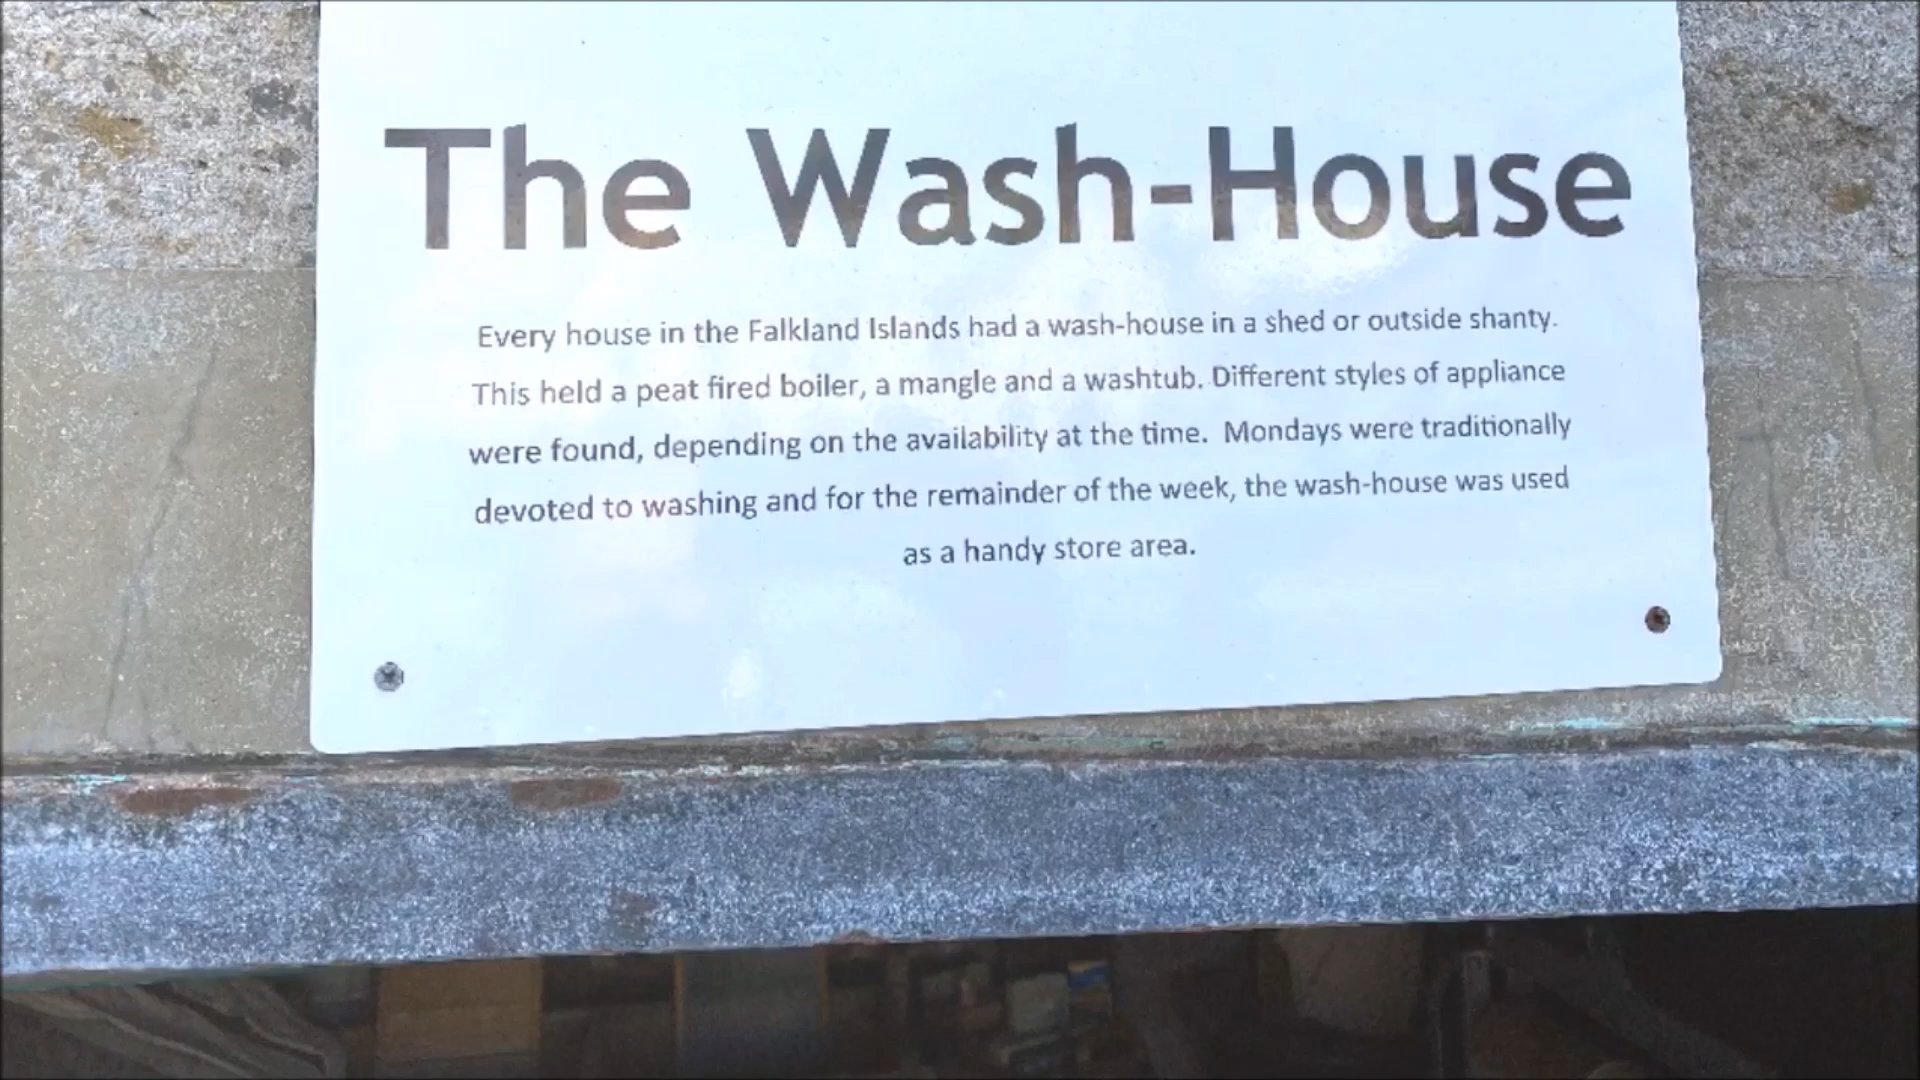 The Wash-House
Every house in the Falkland Islands had a wash-house in a shed or outside shanty.
This held a peat fired boiler, a mangle and a washtub. Different styles of appliance
were found, depending on the availability at the time. Mondays were traditionally
devoted to washing and for the remainder of the week, the wash-house was used
as a handy store area.